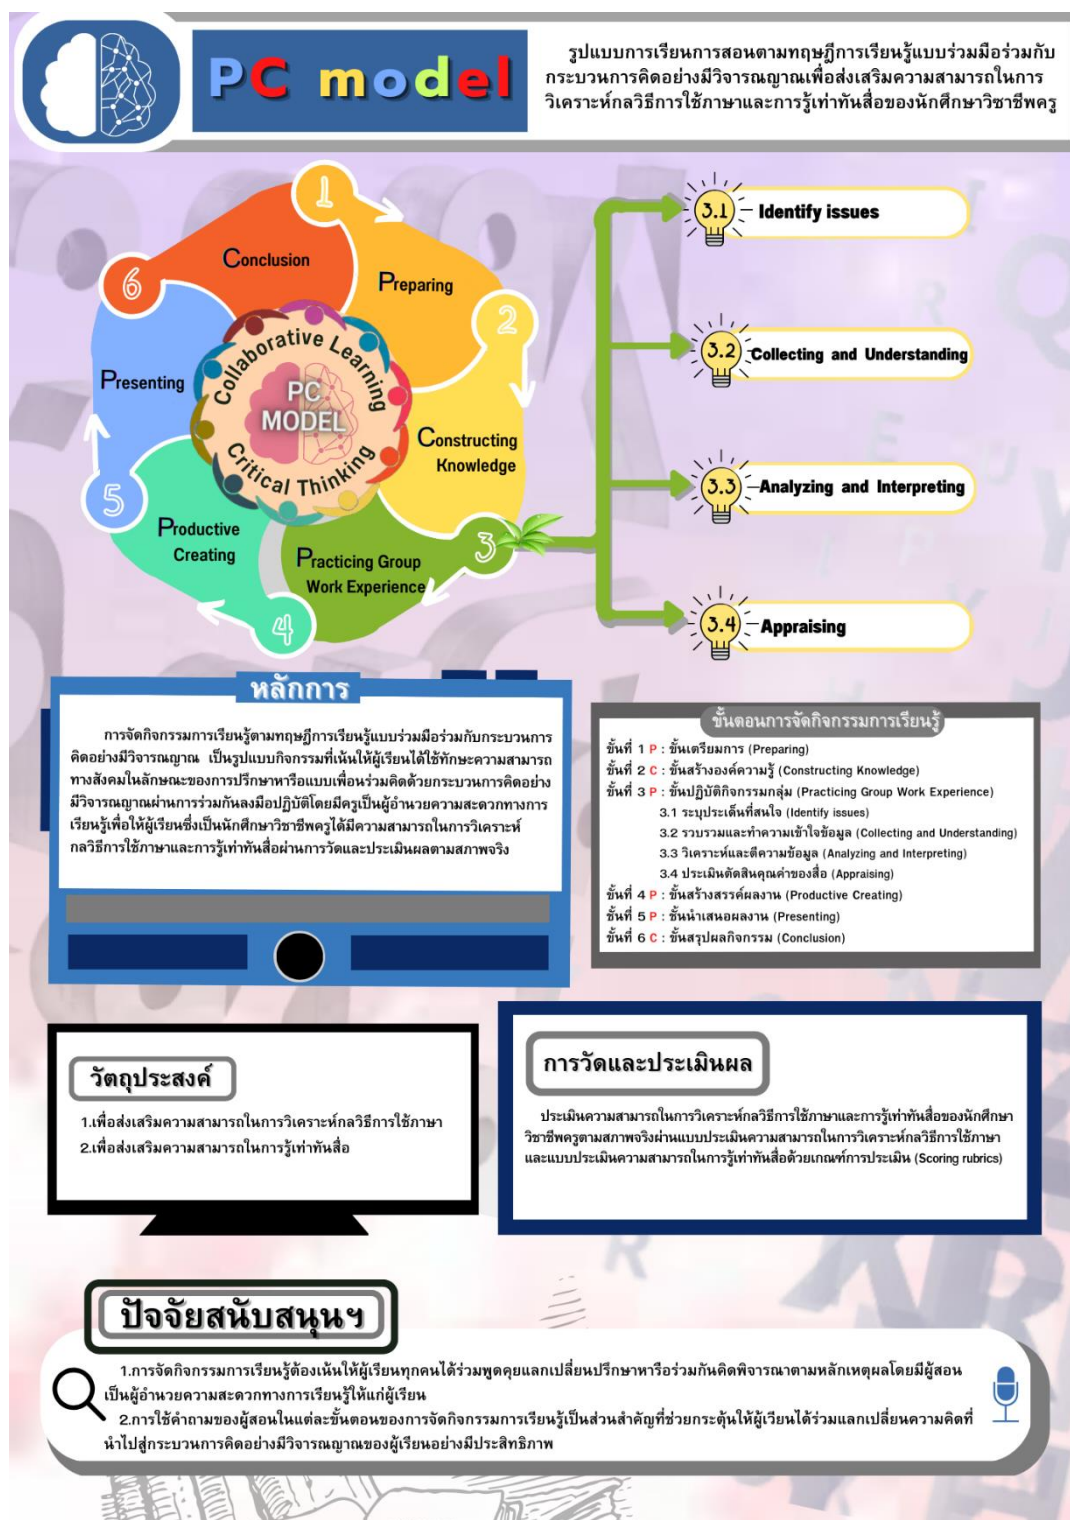 PC model
รูปแบบการเรียนการสอนตามทฤษฎีการเรียนรู้แบบร่วมมือร่วมกับ
กระบวนการคิดอย่างมีวิจารณญาณเพื่อส่งเสริมความสามารถในการ
วิเคราะห์กลวิธีการใช้ภาษาและการรู้เท่าทันสื่อของนักศึกษาวิชาชีพครู
1
Preparing
2
Constructing
Knowledge
3
Practicing Group
Work Experience
4
Productive
Creating
5
Presenting
6
Conclusion
Collaborative Learning
PC
MODEL
Critical Thinking
3.1 Identify issues
3.2 Collecting and Understanding
3.3 Analyzing and Interpreting
3.4 Appraising
หลักการ
การจัดกิจกรรมการเรียนรู้ตามทฤษฎีการเรียนรู้แบบร่วมมือร่วมกับกระบวนการ
คิดอย่างมีวิจารณญาณ เป็นรูปแบบกิจกรรมที่เน้นให้ผู้เรียนได้ใช้ทักษะความสามารถ
ทางสังคมในลักษณะของการปรึกษาหารือแบบเพื่อนร่วมคิดด้วยกระบวนการคิดอย่าง
มีวิจารณญาณผ่านการร่วมกันลงมือปฏิบัติโดยมีครูเป็นผู้อำนวยความสะดวกทางการ
เรียนรู้เพื่อให้ผู้เรียนซึ่งเป็นนักศึกษาวิชาชีพครูได้มีความสามารถในการวิเคราะห์
กลวิธีการใช้ภาษาและการรู้เท่าทันสื่อผ่านการวัดและประเมินผลตามสภาพจริง
ขั้นตอนการจัดกิจกรรมการเรียนรู้
ขั้นที่ 1 P : ขั้นเตรียมการ (Preparing)
ขั้นที่ 2 C : ขั้นสร้างองค์ความรู้ (Constructing Knowledge)
ขั้นที่ 3 P : ขั้นปฏิบัติกิจกรรมกลุ่ม (Practicing Group Work Experience)
3.1 ระบุประเด็นที่สนใจ (Identify issues)
3.2 รวบรวมและทำความเข้าใจข้อมูล (Collecting and Understanding)
3.3 วิเคราะห์และตีความข้อมูล (Analyzing and Interpreting)
3.4 ประเมินตัดสินคุณค่าของสื่อ (Appraising)
ขั้นที่ 4 P : ขั้นสร้างสรรค์ผลงาน (Productive Creating)
ขั้นที่ 5 P : ขั้นนำเสนอผลงาน (Presenting)
ขั้นที่ 6 C : ขั้นสรุปผลกิจกรรม (Conclusion)
วัตถุประสงค์
1.เพื่อส่งเสริมความสามารถในการวิเคราะห์กลวิธีการใช้ภาษา
2.เพื่อส่งเสริมความสามารถในการรู้เท่าทันสื่อ
การวัดและประเมินผล
ประเมินความสามารถในการวิเคราะห์กลวิธีการใช้ภาษาและการรู้เท่าทันสื่อของนักศึกษา
วิชาชีพครูตามสภาพจริงผ่านแบบประเมินความสามารถในการวิเคราะห์กลวิธีการใช้ภาษา
และแบบประเมินความสามารถในการรู้เท่าทันสื่อด้วยเกณฑ์การประเมิน (Scoring rubrics)
ปัจจัยสนับสนุนฯ
1.การจัดกิจกรรมการเรียนรู้ต้องเน้นให้ผู้เรียนทุกคนได้ร่วมพูดคุยแลกเปลี่ยนปรึกษาหารือร่วมกันคิดพิจารณาตามหลักเหตุผลโดยมีผู้สอน
เป็นผู้อำนวยความสะดวกทางการเรียนรู้ให้แก่ผู้เรียน
2.การใช้คำถามของผู้สอนในแต่ละขั้นตอนของการจัดกิจกรรมการเรียนรู้เป็นส่วนสำคัญที่ช่วยกระตุ้นให้ผู้เวียนได้ร่วมแลกเปลี่ยนความคิดที่
นำไปสู่กระบวนการคิดอย่างมีวิจารณญาณของผู้เรียนอย่างมีประสิทธิภาพ